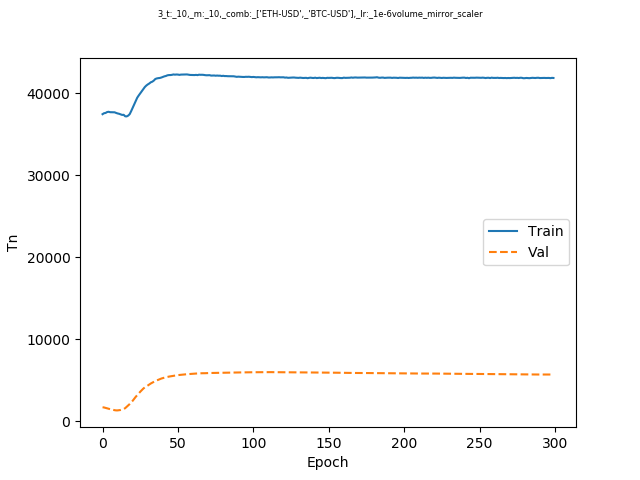 3_t:_10,_m:_10,_comb:_['ETH-USD',_'BTC-USD'],_lr:_1e-6volume_mirror_scaler
40000
30000
20000
10000
0
Tn
Train
Val
0 50 100 150 200 250 300
Epoch